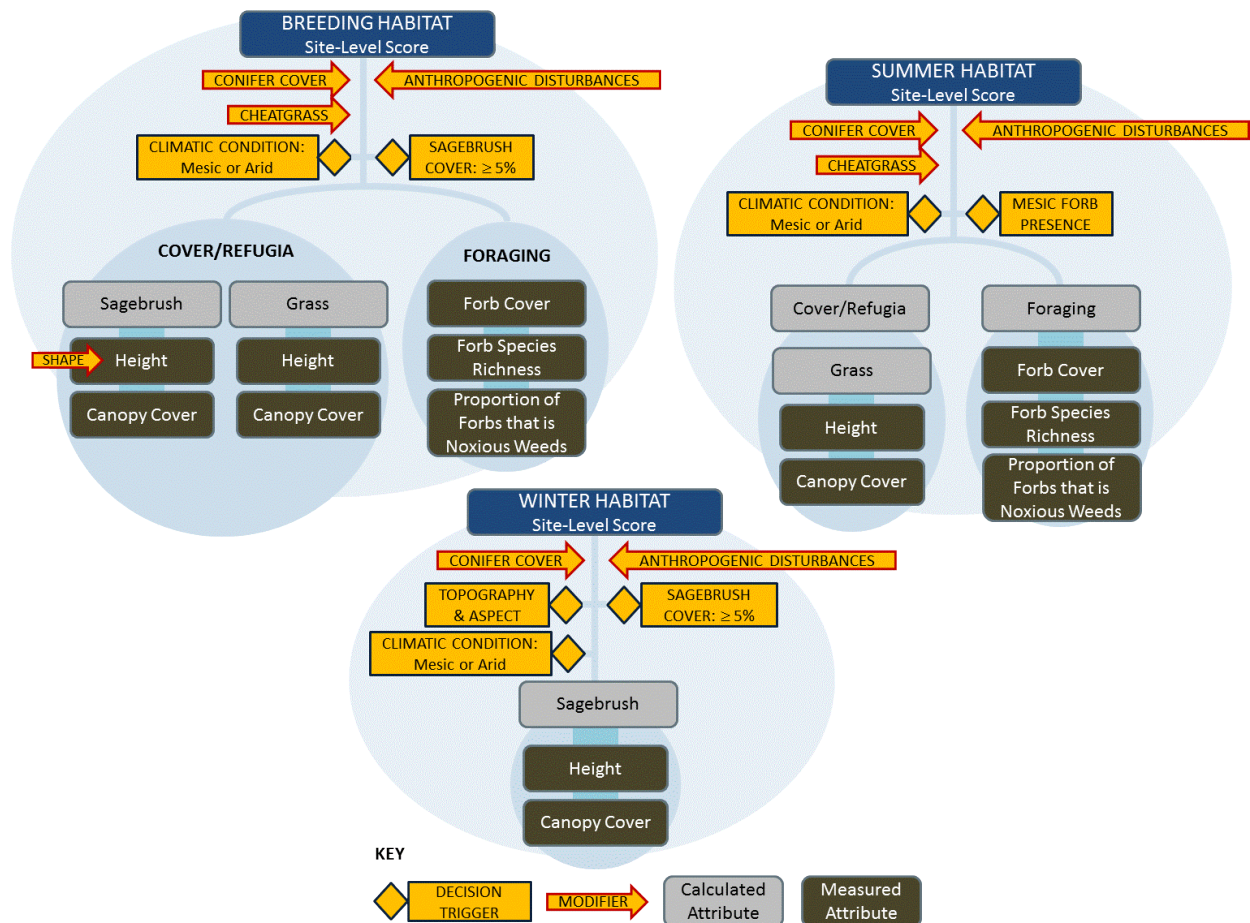 BREEDING HABITAT
Site-Level Score
CONIFER COVER
ANTHROPOGENIC DISTURBANCES
CHEATGRASS
CLIMATIC CONDITION:
Mesic or Arid
SAGEBRUSH
COVER: ≥ 5%
COVER/REFUGIA
FORAGING
Sagebrush
Grass
SHAPE
Height
Height
Canopy Cover
Canopy Cover
Forb Cover
Forb Species
Richness
Proportion of
Forbs that is
Noxious Weeds
SUMMER HABITAT
Site-Level Score
CONIFER COVER
ANTHROPOGENIC DISTURBANCES
CHEATGRASS
CLIMATIC CONDITION:
Mesic or Arid
MESIC FORB
PRESENCE
Cover/Refugia
Grass
Height
Canopy Cover
Foraging
Forb Cover
Forb Species
Richness
Proportion of
Forbs that is
Noxious Weeds
WINTER HABITAT
Site-Level Score
CONIFER COVER
ANTHROPOGENIC DISTURBANCES
TOPOGRAPHY
& ASPECT
SAGEBRUSH
COVER: ≥ 5%
CLIMATIC CONDITION:
Mesic or Arid
Sagebrush
Height
Canopy Cover
KEY
DECISION
TRIGGER
MODIFIER
Calculated
Attribute
Measured
Attribute